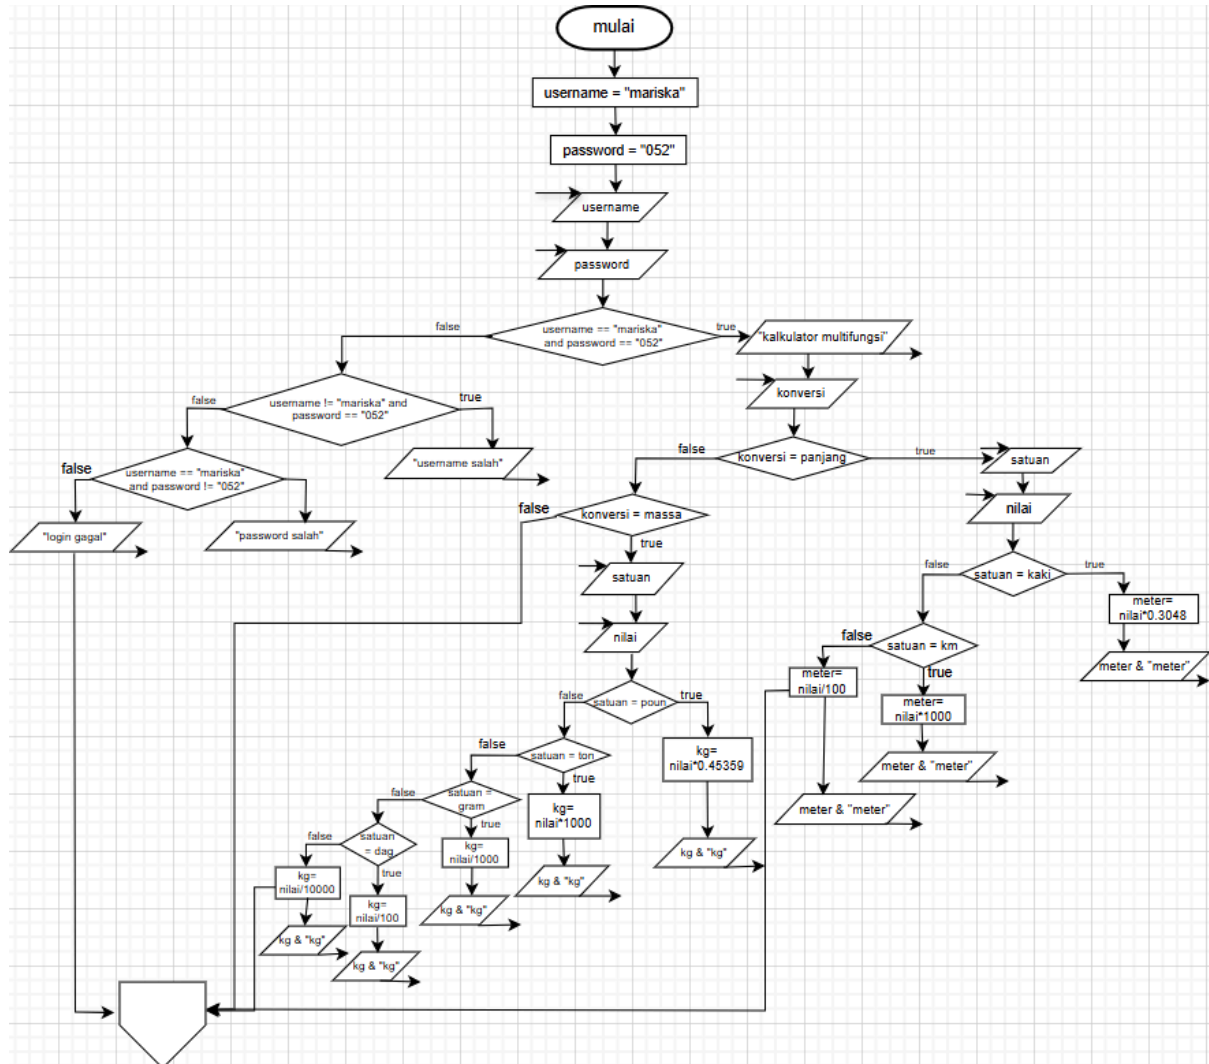 mulai
username = "mariska"
password = "052"
username
password
false
username == "mariska"
and password == "052"
true
"kalkulator multifungsi"
konversi
false
username != "mariska" and
password == "052"
true
"username salah"
false
username == "mariska"
and password != "052"
"login gagal"
"password salah"
false
konversi = panjang
true
satuan
nilai
false
konversi = massa
true
satuan
nilai
false
satuan = kaki
true
meter=
nilai*0.3048
meter & "meter"
false
satuan = km
true
meter=
nilai/100
meter=
nilai*1000
meter & "meter"
meter & "meter"
false
satuan = poun
true
kg=
nilai*0.45359
kg & "kg"
false
satuan = ton
true
kg=
nilai*1000
kg & "kg"
false
satuan =
gram
true
kg=
nilai/1000
kg & "kg"
false
satuan
= dag
true
kg=
nilai/10000
kg=
nilai/100
kg & "kg"
kg & "kg"